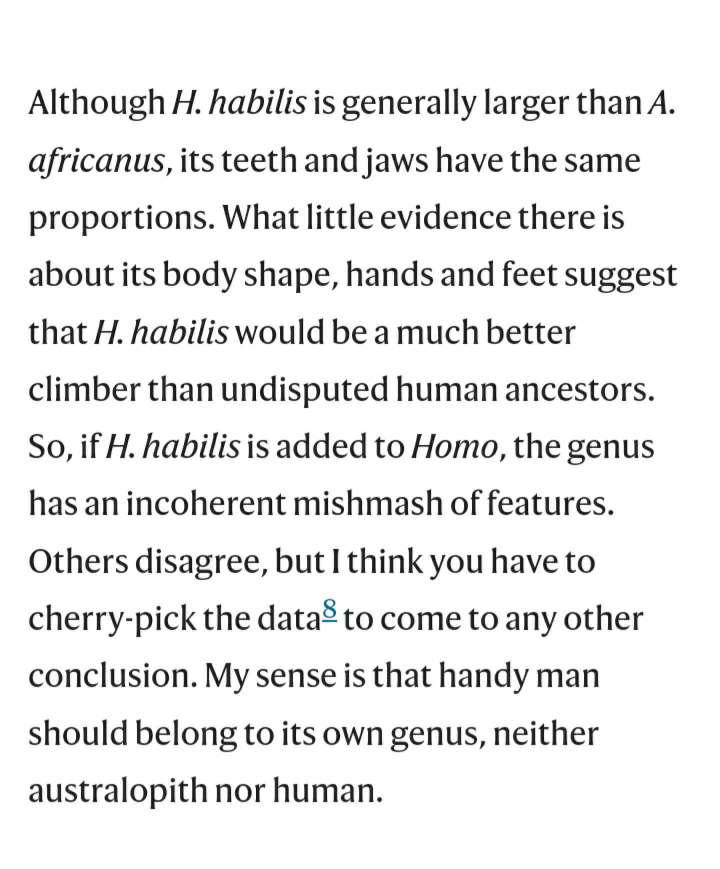 Although H. habilis is generally larger than A.
africanus, its teeth and jaws have the same
proportions. What little evidence there is
about its body shape, hands and feet suggest
that H. habilis would be a much better
climber than undisputed human ancestors.
So, if H. habilis is added to Homo, the genus
has an incoherent mishmash of features.
Others disagree, but I think you have to
cherry-pick the data8 to come to any other
conclusion. My sense is that handy man
should belong to its own genus, neither
australopith nor human.